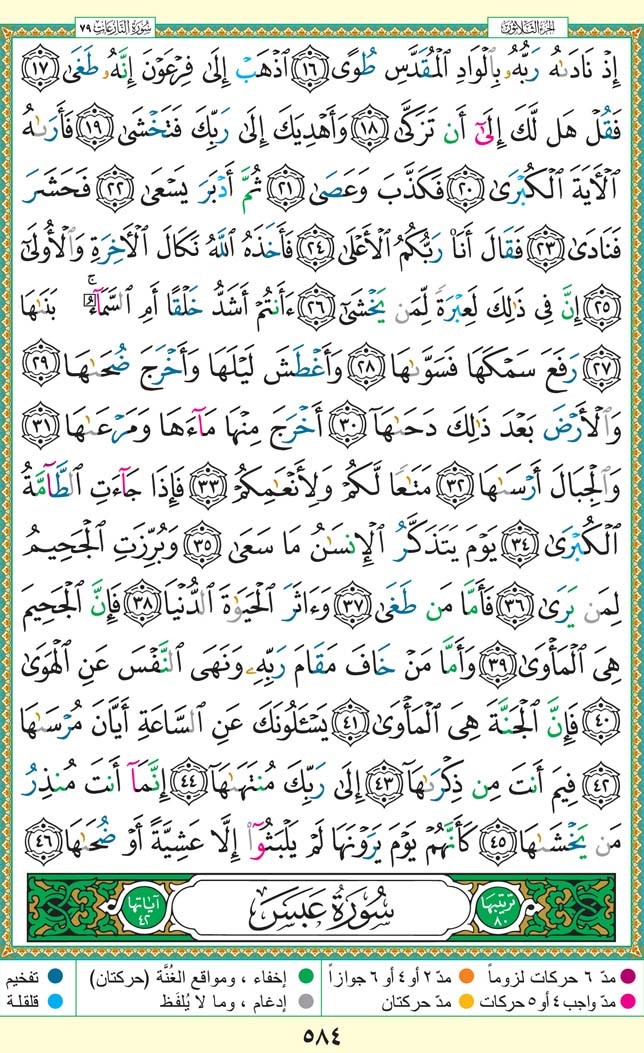 الجزء الثلاثون
سورة النازعات ٧٩
إِذْ نَادَىٰهُ رَبُّهُۥ بِٱلْوَادِ ٱلْمُقَدَّسِ طُوًى ١٦ ٱذْهَبْ إِلَىٰ فِرْعَوْنَ إِنَّهُۥ طَغَىٰ ١٧
فَقُلْ هَل لَّكَ إِلَىٰٓ أَن تَزَكَّىٰ ١٨ وَأَهْدِيَكَ إِلَىٰ رَبِّكَ فَتَخْشَىٰ ١٩ فَأَرَىٰهُ
ٱلْأَيَةَ ٱلْكُبْرَىٰ ٢٠ فَكَذَّبَ وَعَصَىٰ ٢١ ثُمَّ أَدْبَرَ يَسْعَىٰ ٢٢ فَحَشَرَ
فَنَادَىٰ ٢٣ فَقَالَ أَنَا۠ رَبُّكُمُ ٱلْأَعْلَىٰ ٢٤ فَأَخَذَهُ ٱللَّهُ نَكَالَ ٱلْأَخِرَةِ وَٱلْأُولَىٰٓ
٢٥ إِنَّ فِى ذَٰلِكَ لَعِبْرَةً لِّمَن يَخْشَىٰٓ ٢٦ ءَأَنتُمْ أَشَدُّ خَلْقًا أَمِ ٱلسَّمَآءُ ۚ بَنَىٰهَا
٢٧ رَفَعَ سَمْكَهَا فَسَوَّىٰهَا ٢٨ وَأَغْطَشَ لَيْلَهَا وَأَخْرَجَ ضُحَىٰهَا ٢٩
وَٱلْأَرْضَ بَعْدَ ذَٰلِكَ دَحَىٰهَآ ٣٠ أَخْرَجَ مِنْهَا مَآءَهَا وَمَرْعَىٰهَا ٣١
وَٱلْجِبَالَ أَرْسَىٰهَا ٣٢ مَتَٰعًا لَّكُمْ وَلِأَنْعَٰمِكُمْ ٣٣ فَإِذَا جَآءَتِ ٱلطَّآمَّةُ
ٱلْكُبْرَىٰ ٣٤ يَوْمَ يَتَذَكَّرُ ٱلْإِنسَٰنُ مَا سَعَىٰ ٣٥ وَبُرِّزَتِ ٱلْجَحِيمُ
لِمَن يَرَىٰ ٣٦ فَأَمَّا مَن طَغَىٰ ٣٧ وَءَاثَرَ ٱلْحَيَوٰةَ ٱلدُّنْيَا ٣٨ فَإِنَّ ٱلْجَحِيمَ
هِىَ ٱلْمَأْوَىٰ ٣٩ وَأَمَّا مَنْ خَافَ مَقَامَ رَبِّهِۦ وَنَهَى ٱلنَّفْسَ عَنِ ٱلْهَوَىٰ
٤٠ فَإِنَّ ٱلْجَنَّةَ هِىَ ٱلْمَأْوَىٰ ٤١ يَسْـَٔلُونَكَ عَنِ ٱلسَّاعَةِ أَيَّانَ مُرْسَىٰهَا
٤٢ فِيمَ أَنتَ مِن ذِكْرَىٰهَآ ٤٣ إِلَىٰ رَبِّكَ مُنتَهَىٰهَآ ٤٤ إِنَّمَآ أَنتَ مُنذِرُ
مَن يَخْشَىٰهَا ٤٥ كَأَنَّهُمْ يَوْمَ يَرَوْنَهَا لَمْ يَلْبَثُوٓا۟ إِلَّا عَشِيَّةً أَوْ ضُحَىٰهَا ٤٦
ترتيبها ٨٠
سُورَةُ عَبَسَ
آياتها ٤٢
مدّ ٦ حركات لزوماً
مدّ ٢ أو ٤ أو ٦ جوازاً
إخفاء ، ومواقع الغُنَّة (حركتان)
تفخيم
مدّ واجب ٤ أو ٥ حركات
مدّ حركتان
إدغام ، وما لا يُلفَظ
قلقلة
٥٨٤